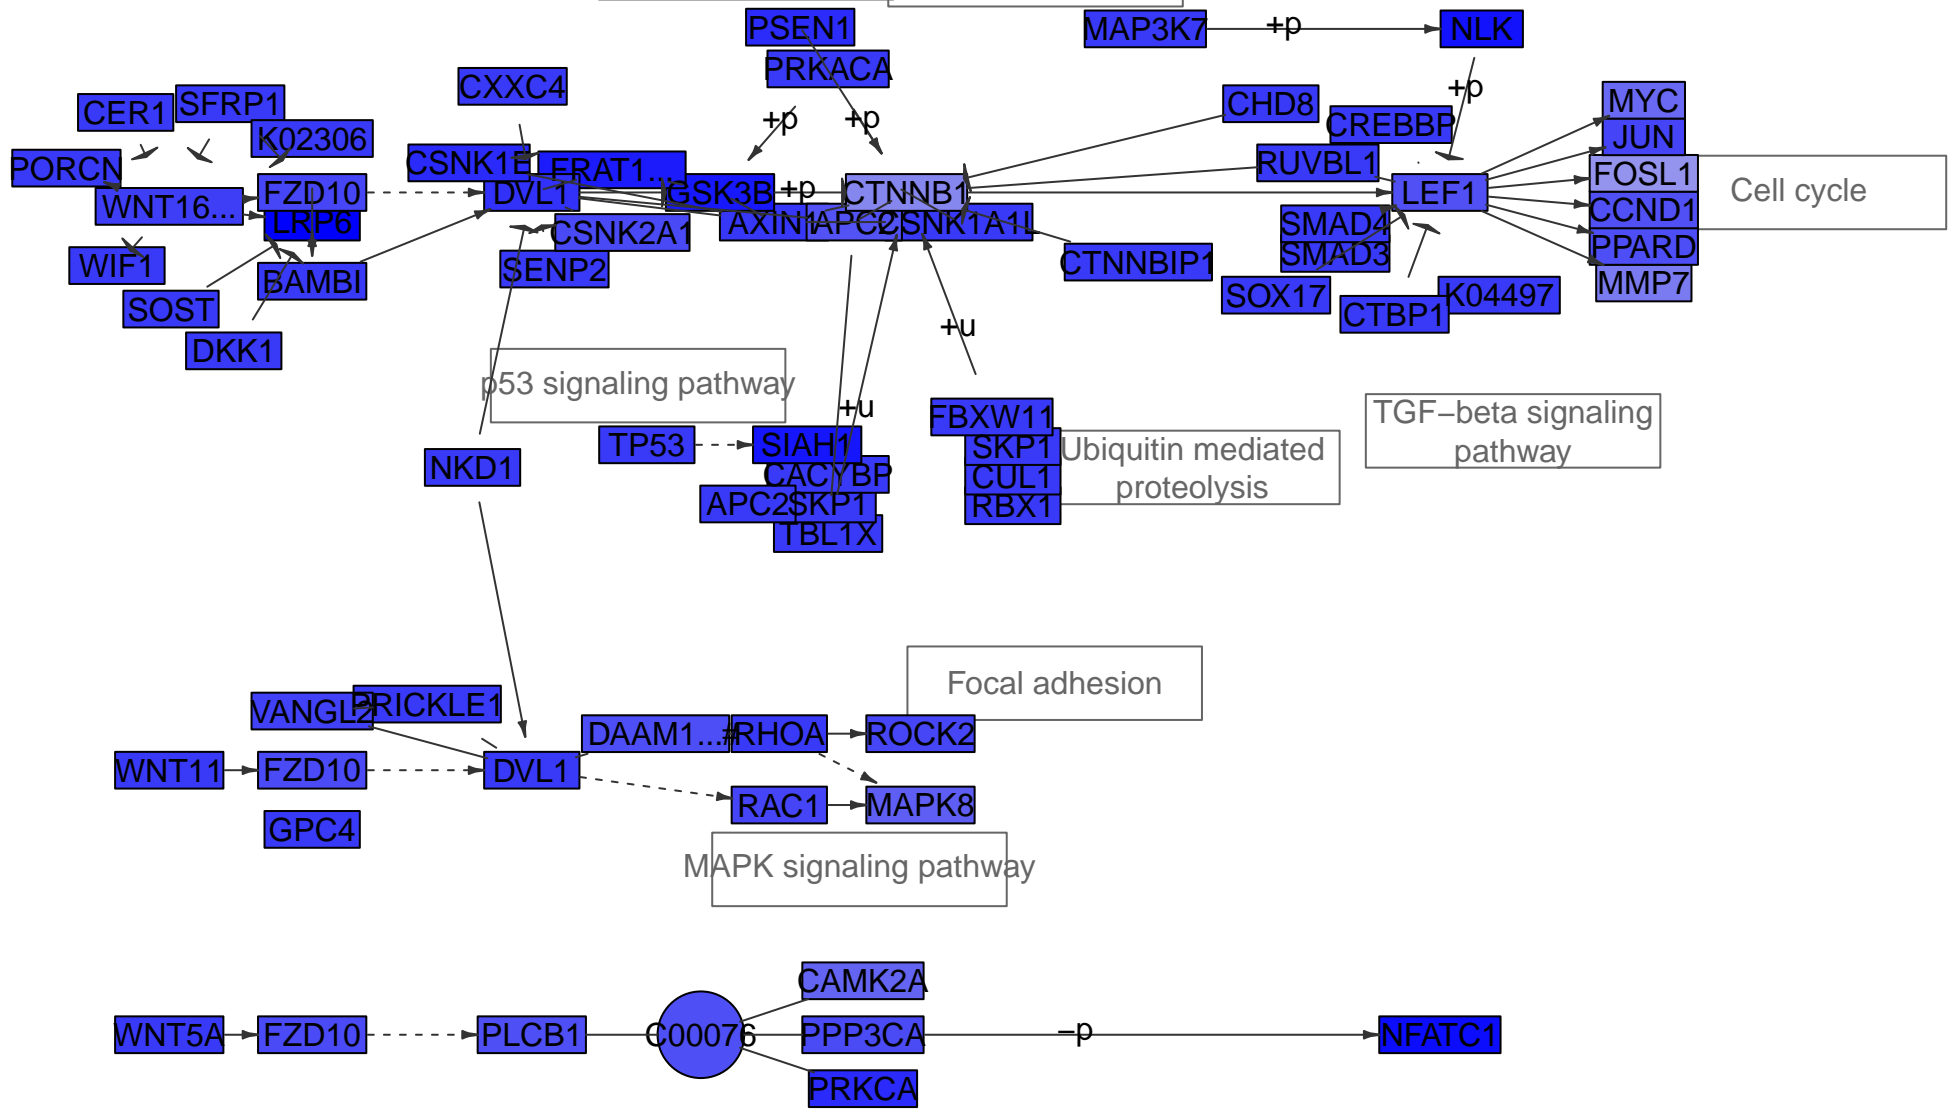 PSEN1
MAP3K7
+p
NLK
PRKACA
CXXC4
CER1
SFRP1
K02306
+p
+p
CHD8
+p
CREBBP
MYC
JUN
PORCN
CSNK1E
FRAT1...
RUVBL1
FOSL1
Cell cycle
WNT16...
FZD10
DVL1
GSK3B
+p
CTNNB1
LEF1
CCND1
LRP6
AXIN1
APC2
CSNK1A1L
SMAD4
PPARD
CSNK2A1
SMAD3
WIF1
BAMBI
SENP2
CTNNBIP1
MMP7
SOST
SOX17
K04497
CTBP1
DKK1
+u
p53 signaling pathway
+u
FBXW11
TGF−beta signaling
pathway
TP53
SIAH1
SKP1
Ubiquitin mediated
proteolysis
NKD1
CACYBP
CUL1
APC2
SKP1
RBX1
TBL1X
Focal adhesion
VANGL2
PRICKLE1
DAAM1...#
RHOA
ROCK2
WNT11
FZD10
DVL1
RAC1
MAPK8
GPC4
MAPK signaling pathway
CAMK2A
WNT5A
FZD10
PLCB1
C00076
PPP3CA
−p
NFATC1
PRKCA